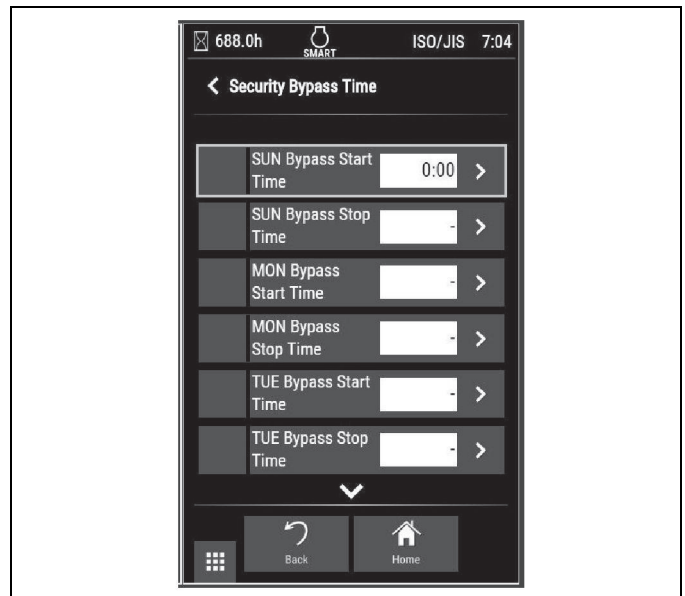 688.0h SMART ISO/JIS 7:04
Security Bypass Time
SUN Bypass Start
Time
0:00
SUN Bypass Stop
Time
-
MON Bypass
Start Time
-
MON Bypass
Stop Time
-
TUE Bypass Start
Time
-
TUE Bypass Stop
Time
-
Back
Home